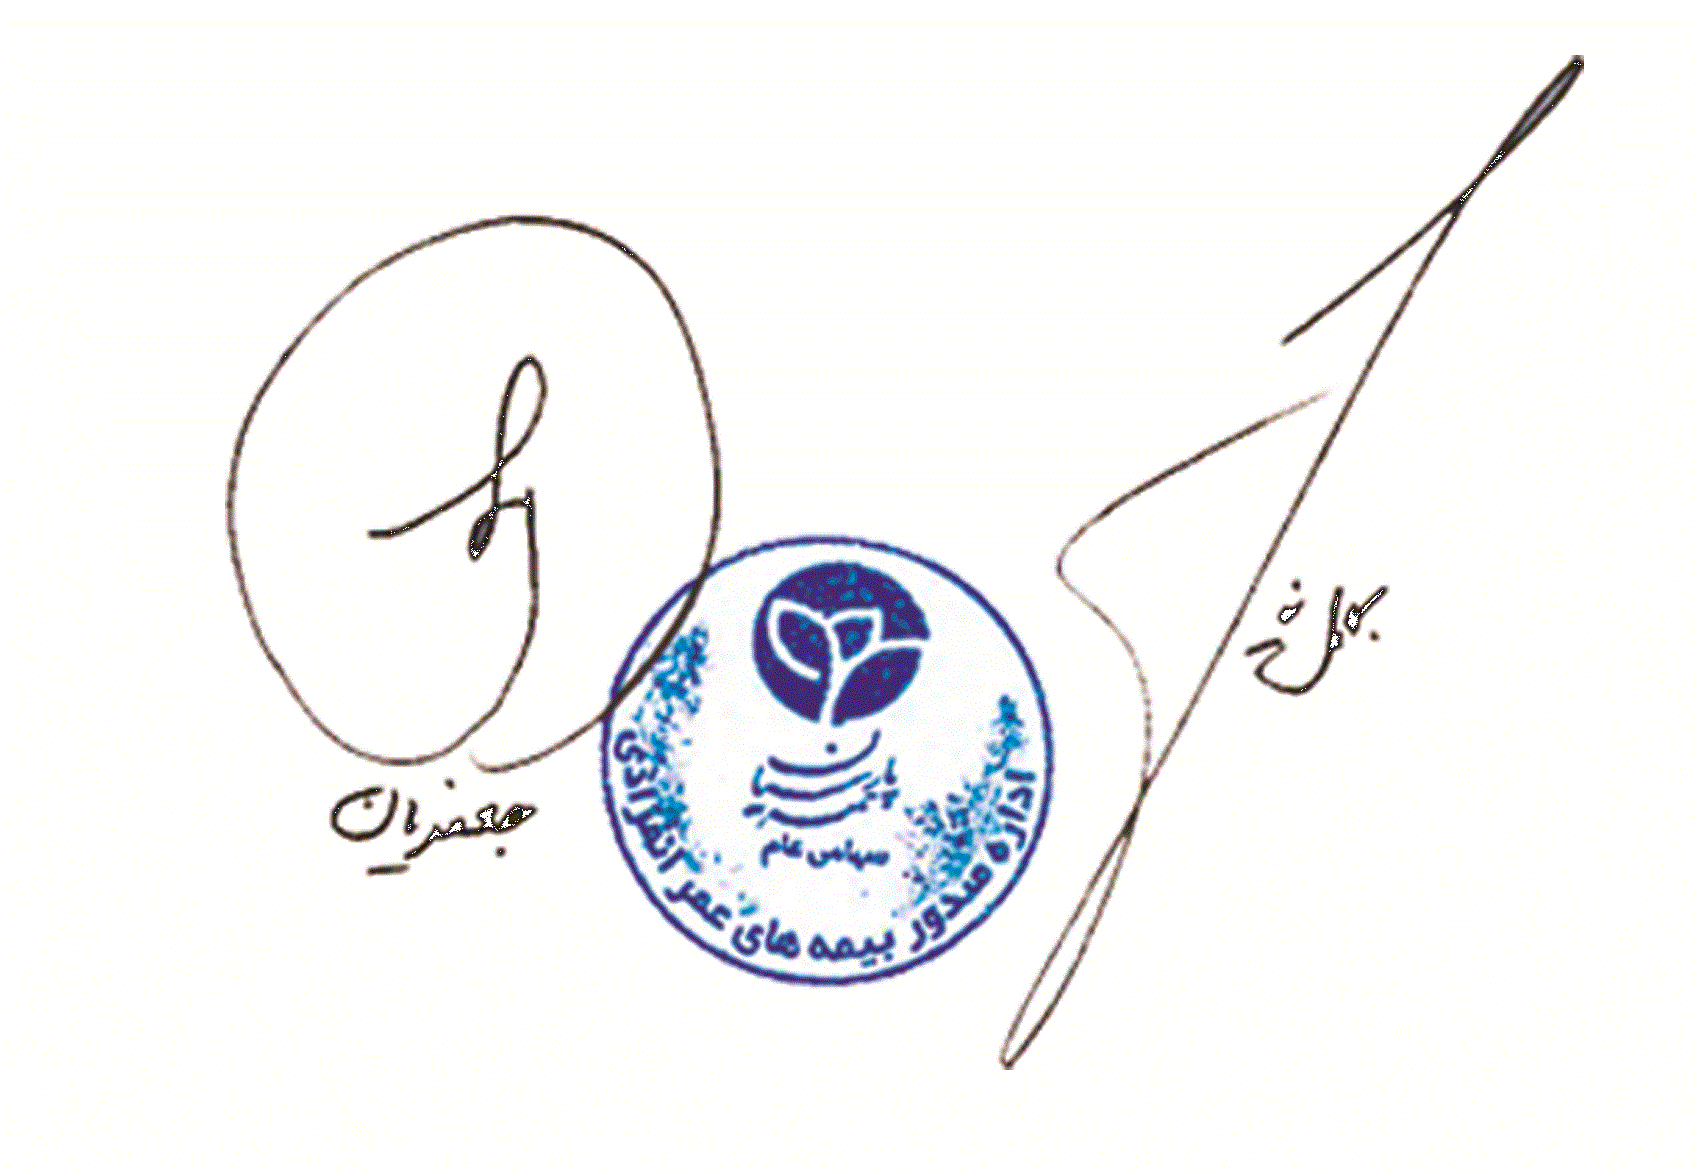 بیمه
پارسیان
سهامی عام
اداره صدور بیمه های عمر انفرادی
جعفریان